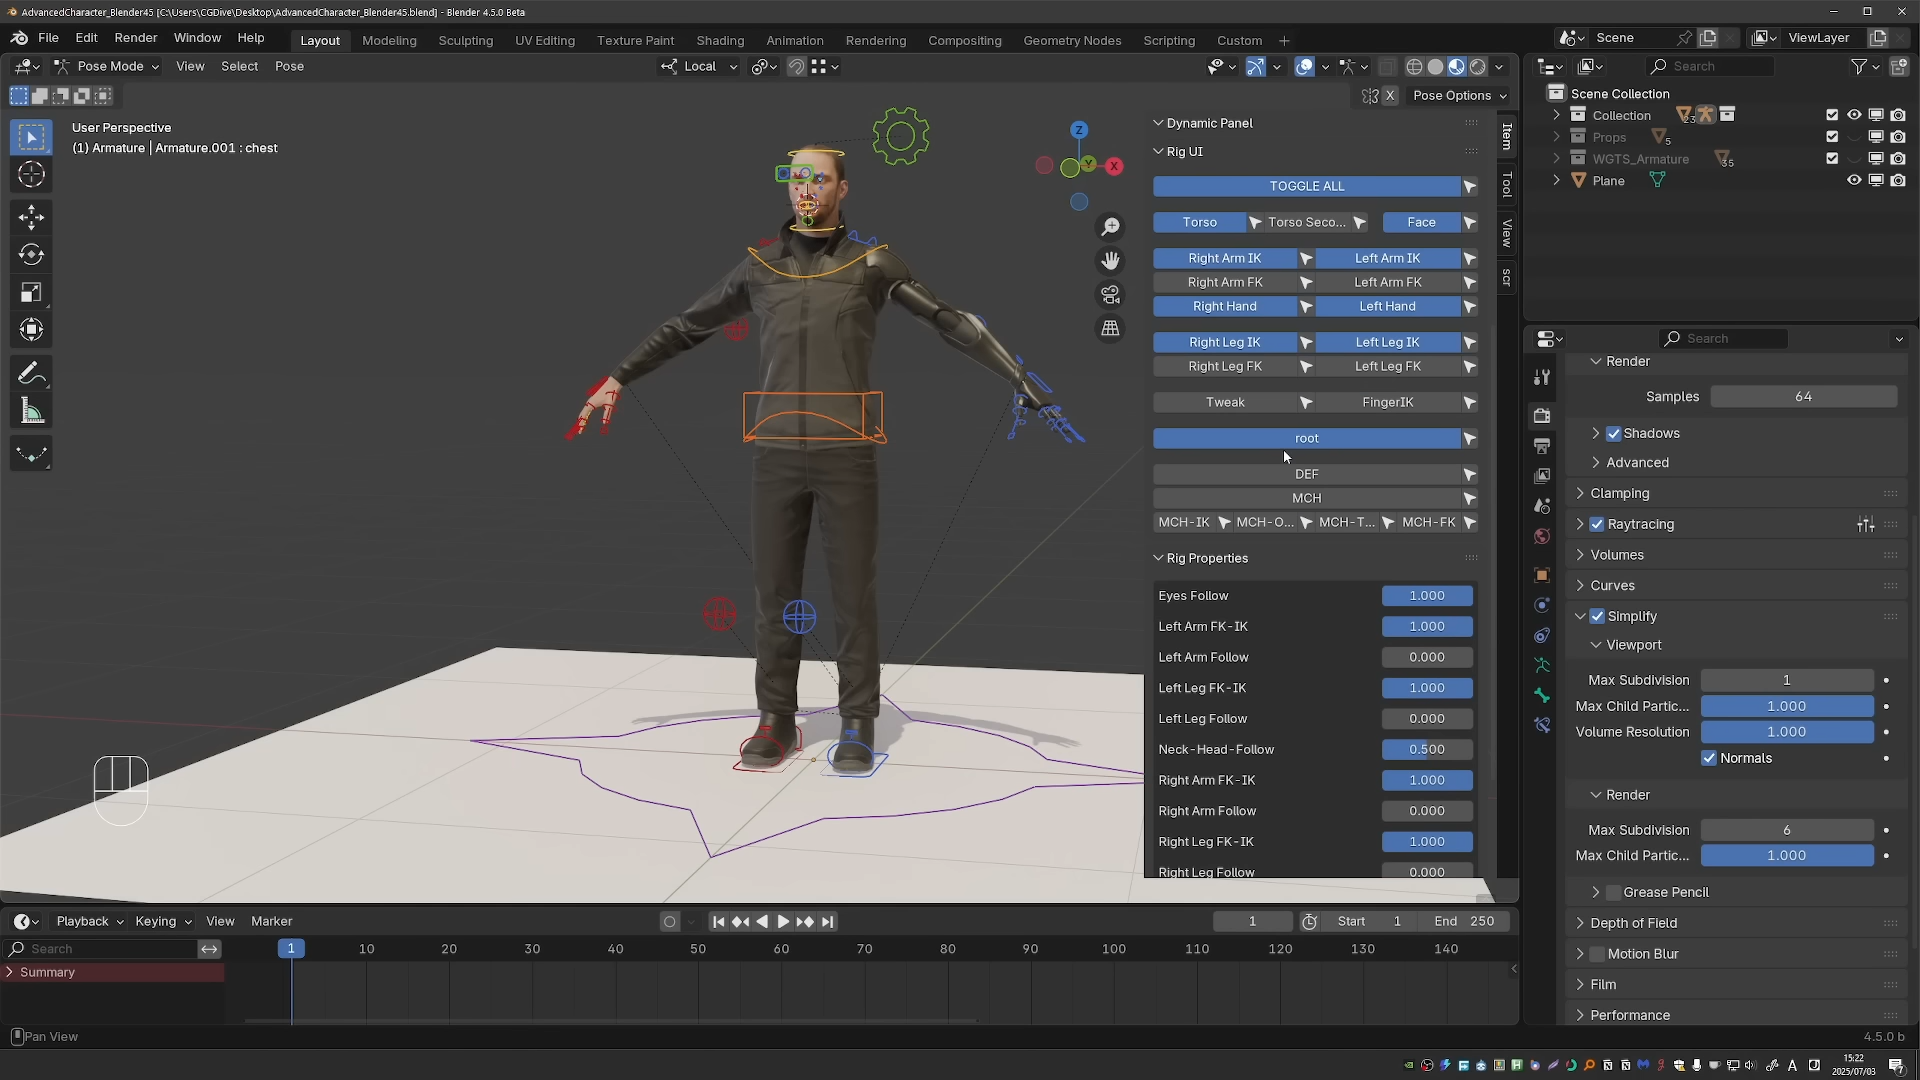 AdvancedCharacter_Blender45 [C:\Users\CGDive\Desktop\AdvancedCharacter_Blender45.blend] - Blender 4.5.0 Beta
File Edit Render Window Help
Layout Modeling Sculpting UV Editing Texture Paint Shading Animation Rendering Compositing Geometry Nodes Scripting Custom +
Scene
ViewLayer
Pose Mode View Select Pose
Local
X Pose Options
User Perspective
(1) Armature | Armature.001 : chest
Z
X
Y
Dynamic Panel
Rig UI
TOGGLE ALL
Torso Torso Seco... Face
Right Arm IK Left Arm IK
Right Arm FK Left Arm FK
Right Hand Left Hand
Right Leg IK Left Leg IK
Right Leg FK Left Leg FK
Tweak FingerIK
root
DEF
MCH
MCH-IK MCH-O... MCH-T... MCH-FK
Rig Properties
Eyes Follow 1.000
Left Arm FK-IK 1.000
Left Arm Follow 0.000
Left Leg FK-IK 1.000
Left Leg Follow 0.000
Neck-Head-Follow 0.500
Right Arm FK-IK 1.000
Right Arm Follow 0.000
Right Leg FK-IK 1.000
Right Leg Follow 0.000
Item
Tool
View
scr
Search
Scene Collection
Collection 23
Props 5
WGTS_Armature 35
Plane
Search
Render
Samples 64
Shadows
Advanced
Clamping
Raytracing
Volumes
Curves
Simplify
Viewport
Max Subdivision 1
Max Child Partic... 1.000
Volume Resolution 1.000
Normals
Render
Max Subdivision 6
Max Child Partic... 1.000
Grease Pencil
Depth of Field
Motion Blur
Film
Performance
Playback Keying View Marker
1 Start 1 End 250
Search
1 10 20 30 40 50 60 70 80 90 100 110 120 130 140
Summary
Pan View
4.5.0 b
A
15:22
2025/07/03